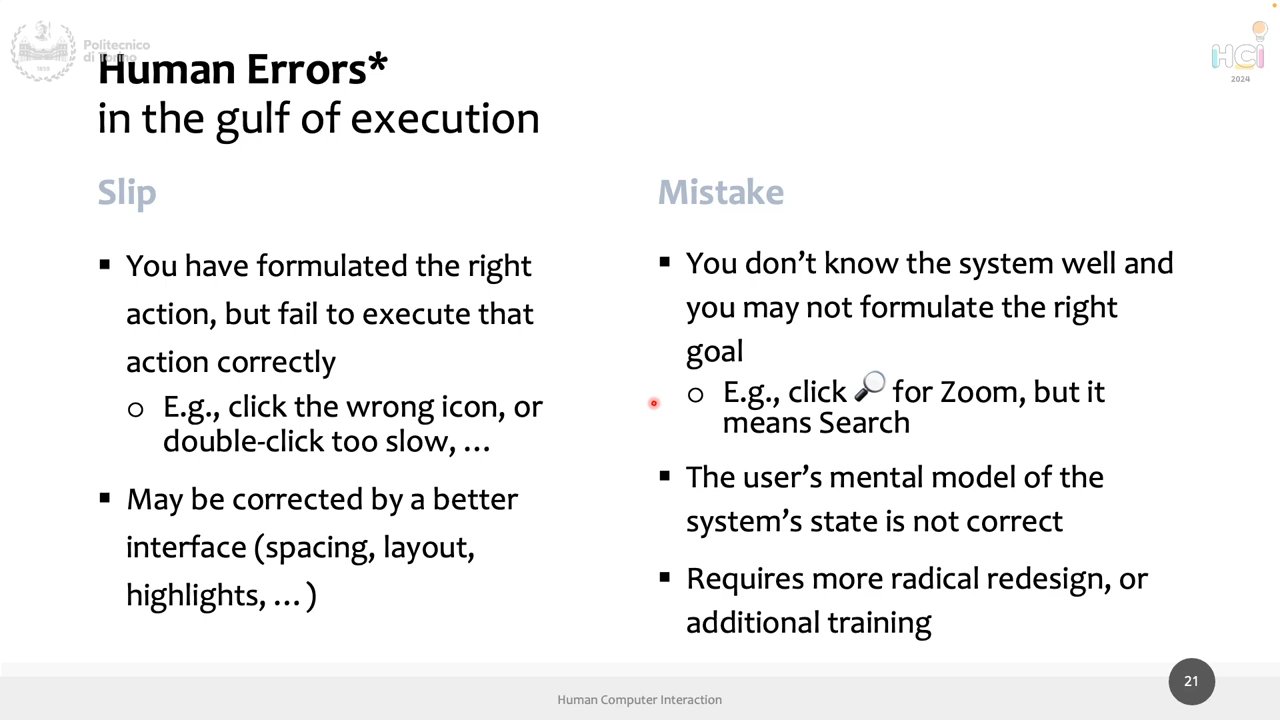 Politecnico
di Torino
1859
HCI
2024
Human Errors*
in the gulf of execution
Slip
▪ You have formulated the right
action, but fail to execute that
action correctly
o E.g., click the wrong icon, or
double-click too slow, …
▪ May be corrected by a better
interface (spacing, layout,
highlights, … )
Mistake
▪ You don’t know the system well and
you may not formulate the right
goal
o E.g., click 🔎 for Zoom, but it
means Search
▪ The user’s mental model of the
system’s state is not correct
▪ Requires more radical redesign, or
additional training
Human Computer Interaction
21